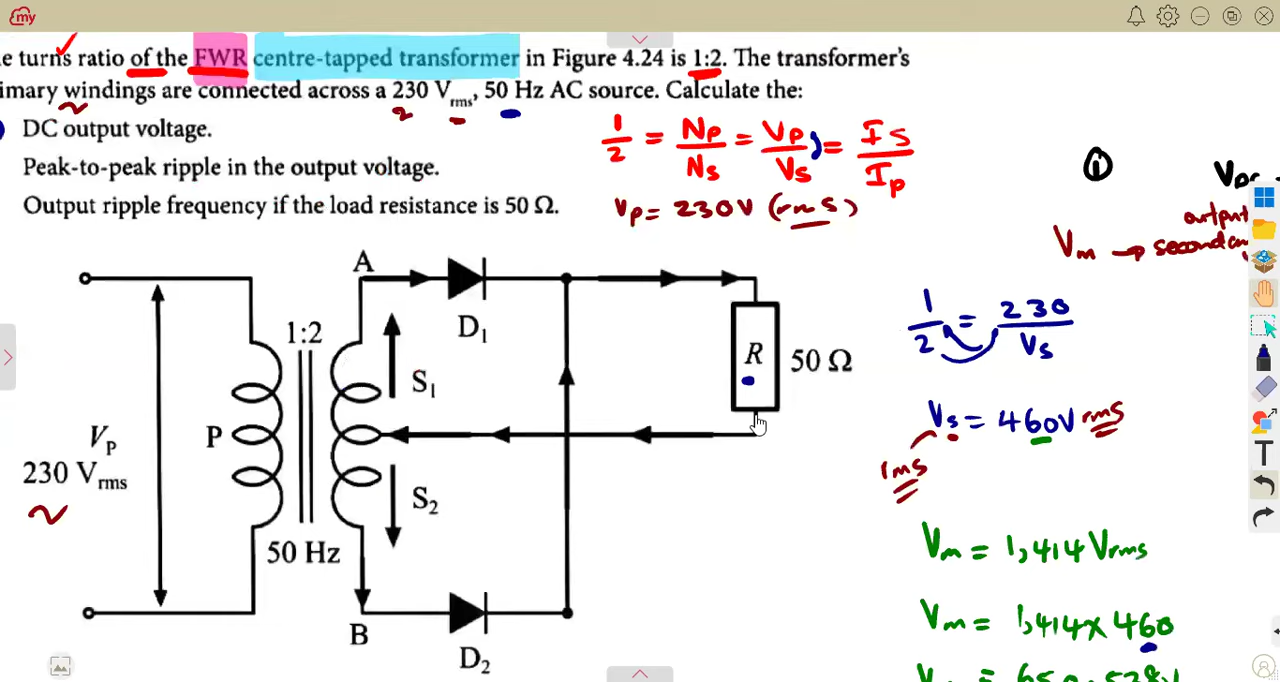 my
e turns ratio of the FWR centre-tapped transformer in Figure 4.24 is 1:2. The transformer's
imary windings are connected across a 230 Vrms, 50 Hz AC source. Calculate the:
DC output voltage.
Peak-to-peak ripple in the output voltage.
Output ripple frequency if the load resistance is 50 Ω.
1/2 = Np/Ns = Vp/Vs = Is/Ip
Vp = 230V (rms)
①
output
Vm → secondary
1/2 = 230/Vs
Vs = 460V rms
rms
Vm = 1,414 Vrms
Vm = 1,414 x 460
A
D1
1:2
S1
R
50 Ω
Vp
P
230 Vrms
S2
50 Hz
B
D2
T